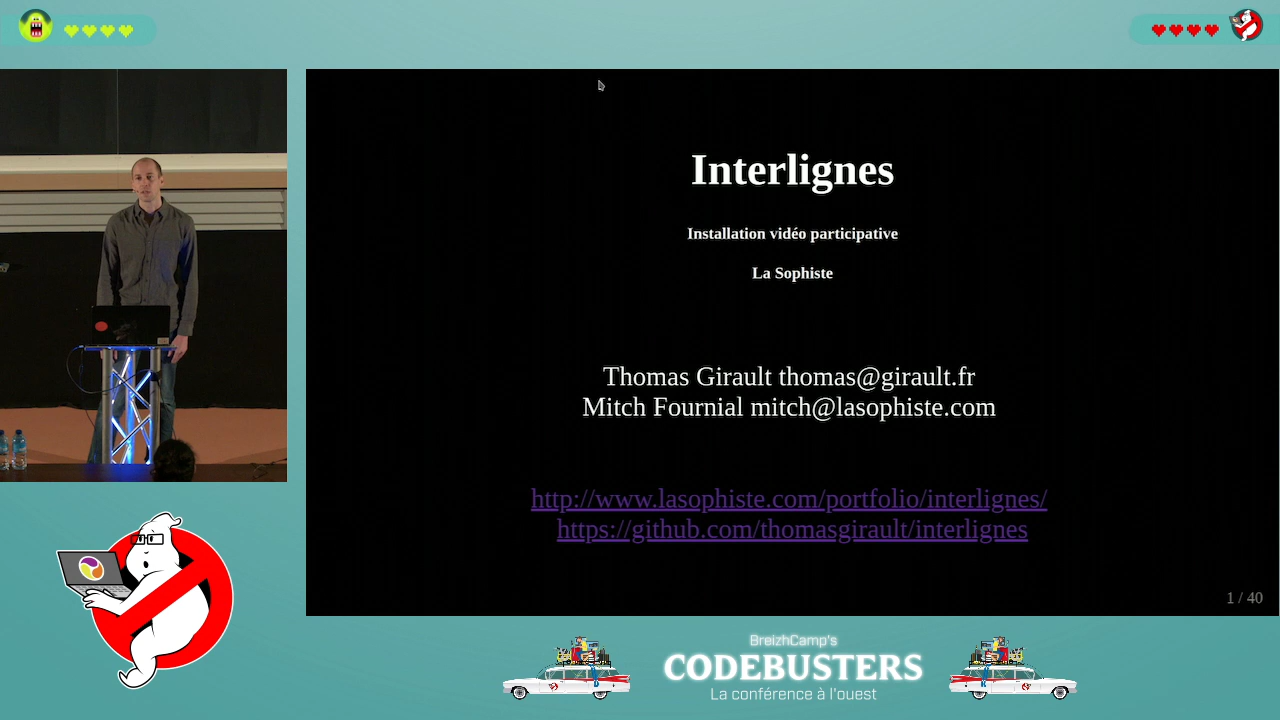 Interlignes
Installation vidéo participative
La Sophiste
Thomas Girault thomas@girault.fr
Mitch Fournial mitch@lasophiste.com
http://www.lasophiste.com/portfolio/interlignes/
https://github.com/thomasgirault/interlignes
1 / 40
BreizhCamp's
CODEBUSTERS
La conférence à l'ouest